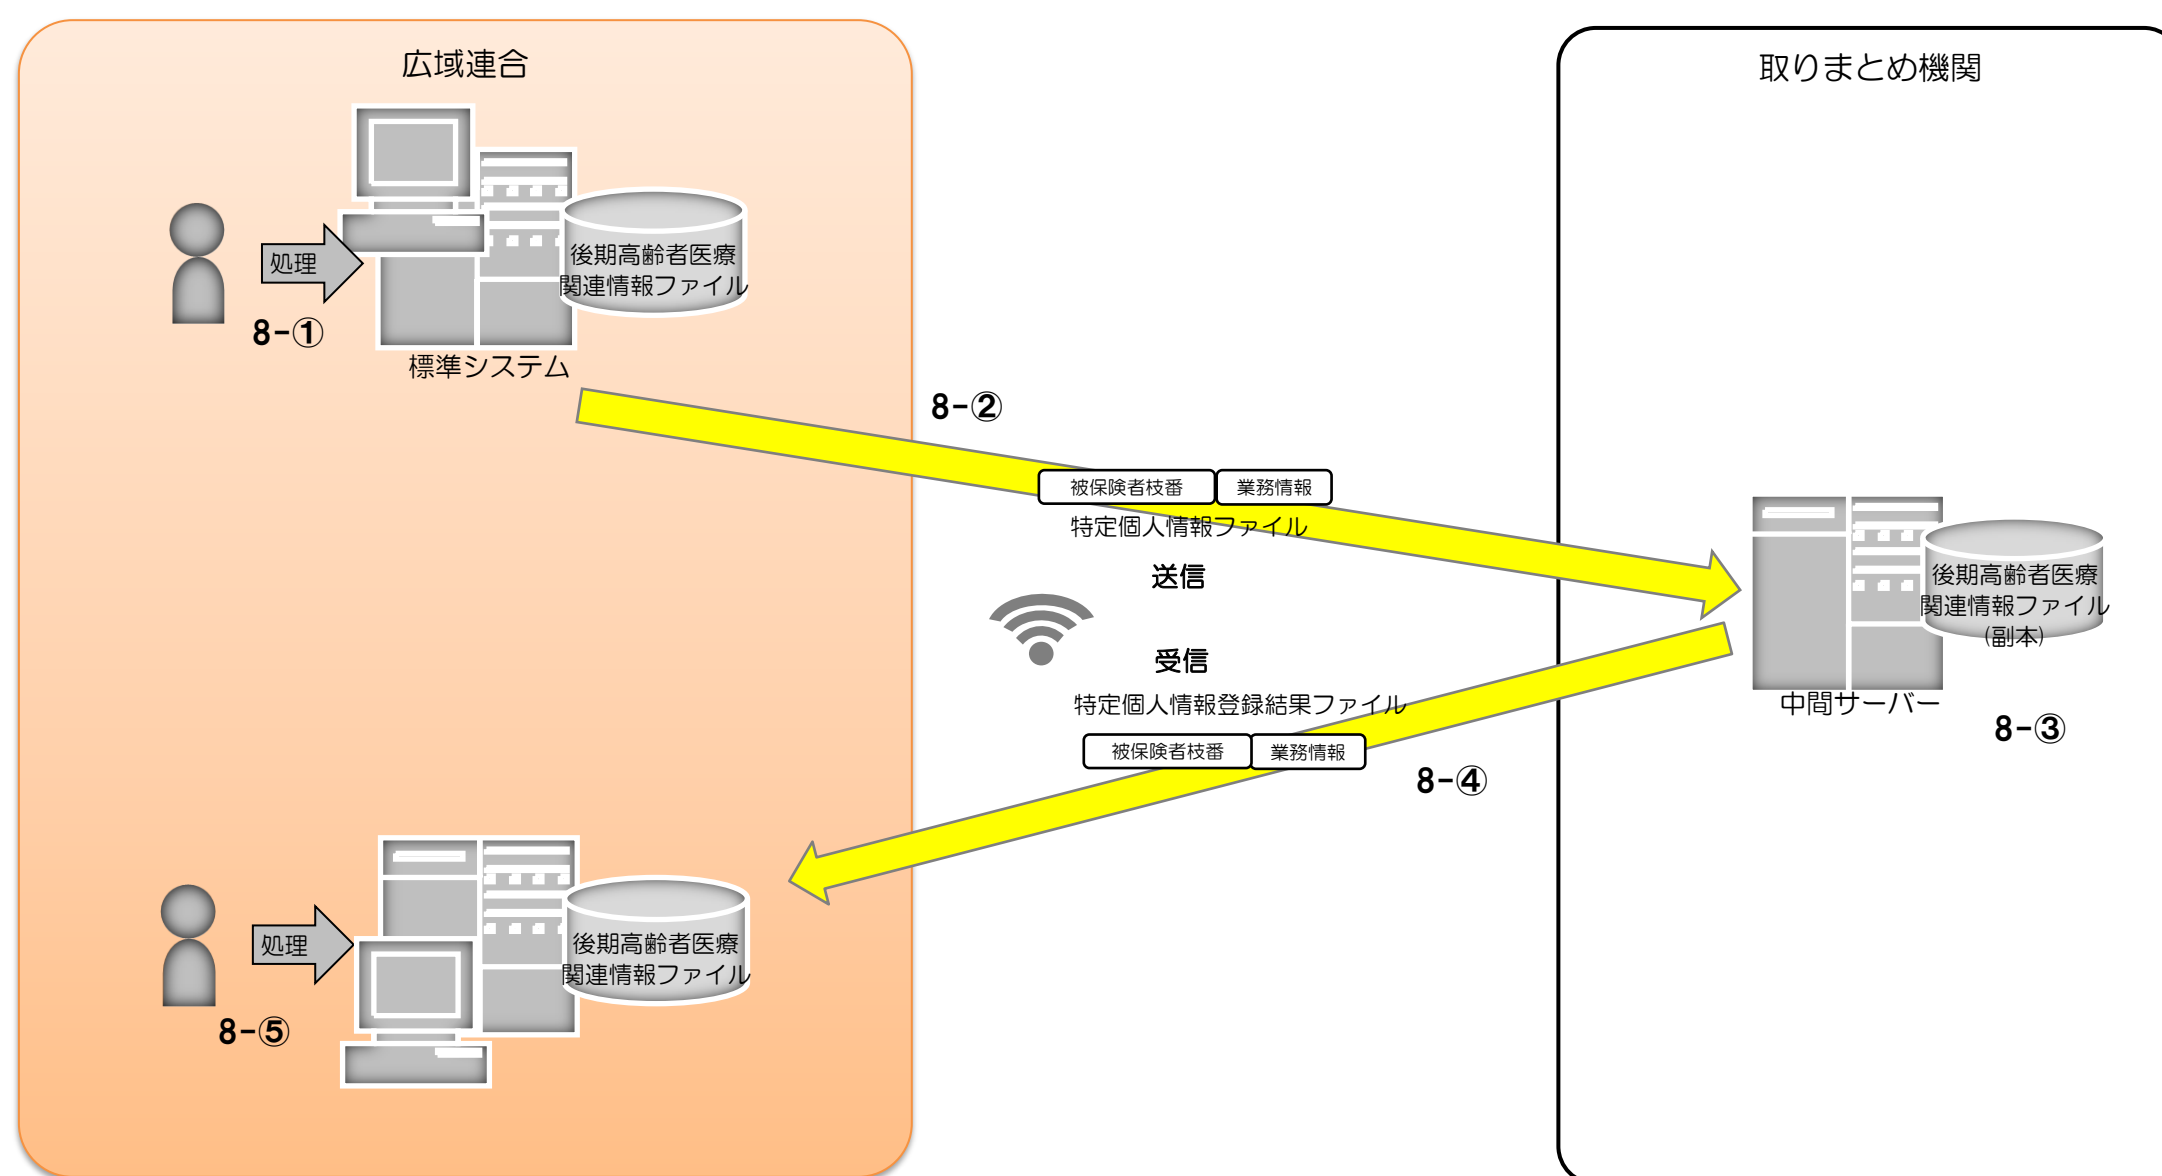 広域連合
取りまとめ機関
処理
後期高齢者医療
関連情報ファイル
8-①
標準システム
8-②
被保険者枝番
業務情報
特定個人情報ファイル
送信
後期高齢者医療
関連情報ファイル
(副本)
受信
特定個人情報登録結果ファイル
中間サーバー
8-③
被保険者枝番
業務情報
8-④
処理
後期高齢者医療
関連情報ファイル
8-⑤